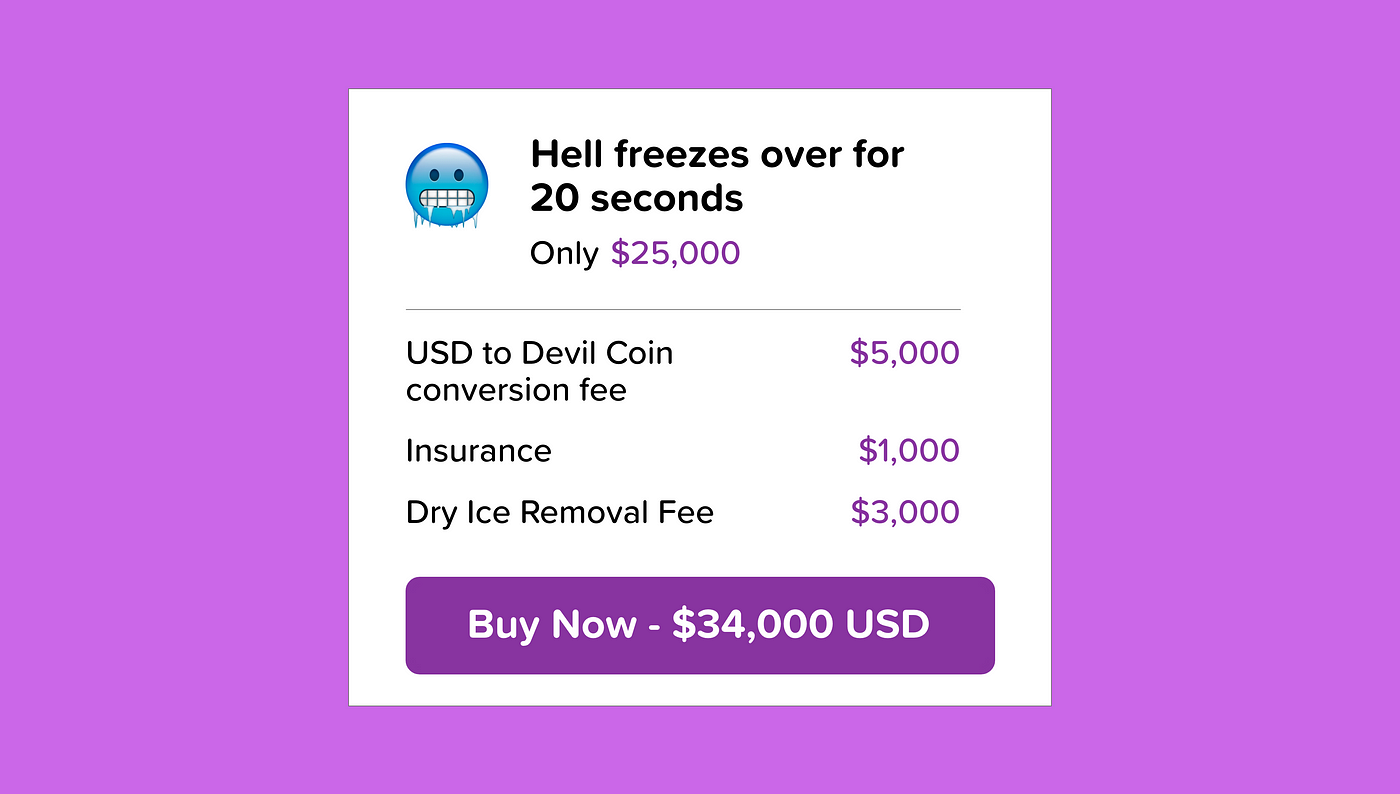 Hell freezes over for
20 seconds
Only $25,000
USD to Devil Coin
conversion fee
$5,000
Insurance
$1,000
Dry Ice Removal Fee
$3,000
Buy Now - $34,000 USD